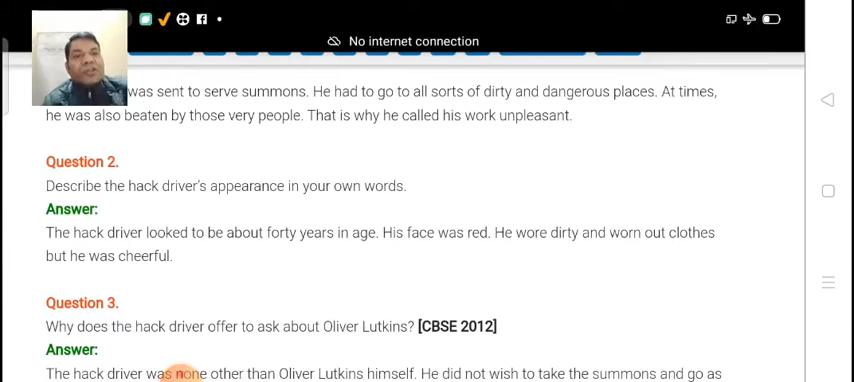 No internet connection
was sent to serve summons. He had to go to all sorts of dirty and dangerous places. At times,
he was also beaten by those very people. That is why he called his work unpleasant.
Question 2.
Describe the hack driver's appearance in your own words.
Answer:
The hack driver looked to be about forty years in age. His face was red. He wore dirty and worn out clothes
but he was cheerful.
Question 3.
Why does the hack driver offer to ask about Oliver Lutkins? [CBSE 2012]
Answer:
The hack driver was none other than Oliver Lutkins himself. He did not wish to take the summons and go as